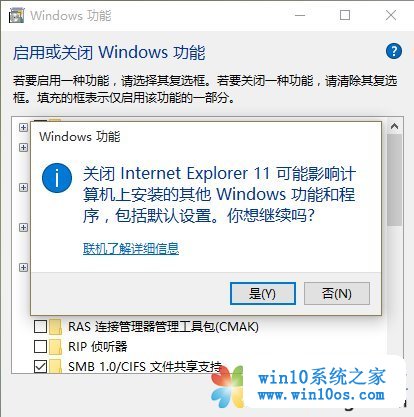 Windows 功能
启用或关闭 Windows 功能
若要启用一种功能，请选择其复选框。若要关闭一种功能，请清除其复选
框。填充的框表示仅启用该功能的一部分。
Windows 功能
关闭 Internet Explorer 11 可能影响计
算机上安装的其他 Windows 功能和程
序，包括默认设置。你想继续吗?
联机了解详细信息
是(Y)
否(N)
RAS 连接管理器管理工具包(CMAK)
RIP 侦听器
SMB 1.0/CIFS 文件共享支持
win10系统之家
www.win10os.com